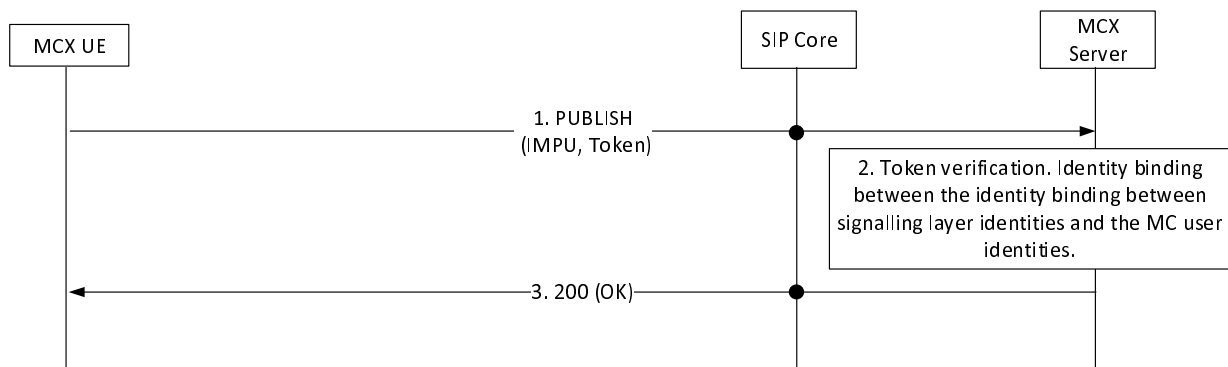 MCX UE
SIP Core
MCX
Server
1. PUBLISH
(IMPU, Token)
2. Token verification. Identity binding
between the identity binding between
signalling layer identities and the MC user
identities.
3. 200 (OK)